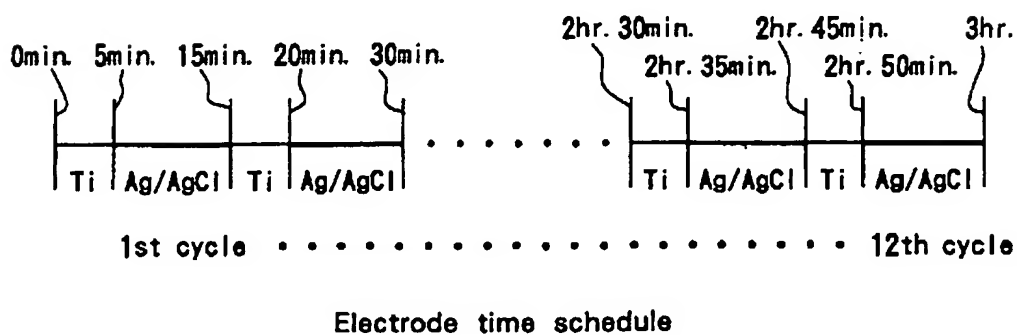 2hr. 30min. 2hr. 45min. 3hr.
0min. 5min. 15min. 20min. 30min. 2hr. 35min. 2hr. 50min.
Ti Ag/AgCl Ti Ag/AgCl Ti Ag/AgCl Ti Ag/AgCl
1st cycle 12th cycle
Electrode time schedule